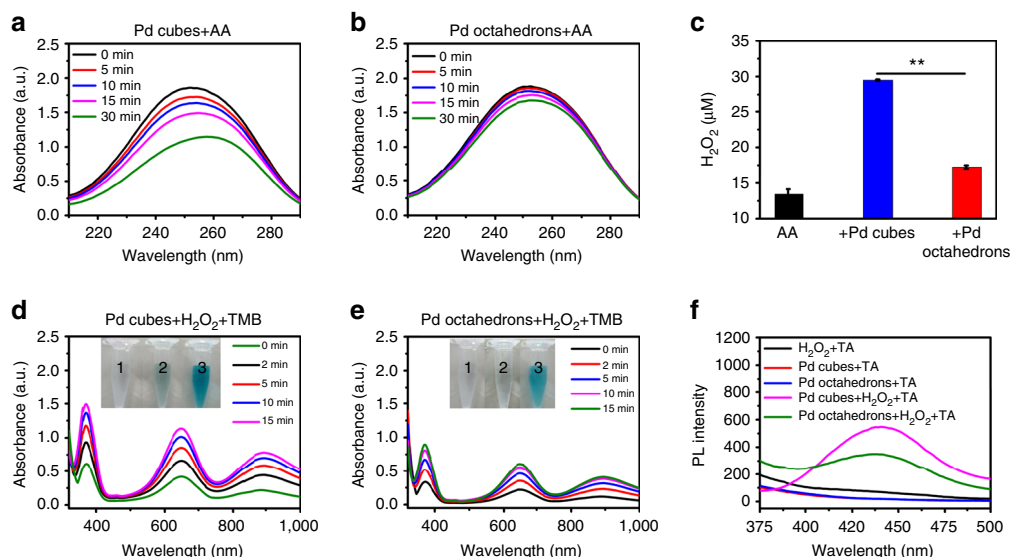 a
Pd cubes+AA
Absorbance (a.u.)
2.5
2.0
1.5
1.0
0.5
0.0
0 min
5 min
10 min
15 min
30 min
220 240 260 280
Wavelength (nm)
b
Pd octahedrons+AA
Absorbance (a.u.)
2.5
2.0
1.5
1.0
0.5
0.0
0 min
5 min
10 min
15 min
30 min
220 240 260 280
Wavelength (nm)
c
H₂O₂ (μM)
35
30
25
20
15
10
**
AA
+Pd cubes
+Pd
octahedrons
d
Pd cubes+H₂O₂+TMB
Absorbance (a.u.)
2.5
2.0
1.5
1.0
0.5
0.0
1 2 3
0 min
2 min
5 min
10 min
15 min
400 600 800 1,000
Wavelength (nm)
e
Pd octahedrons+H₂O₂+TMB
Absorbance (a.u.)
2.5
2.0
1.5
1.0
0.5
0.0
1 2 3
0 min
2 min
5 min
10 min
15 min
400 600 800 1,000
Wavelength (nm)
f
PL intensity
1200
1000
800
600
400
200
0
H₂O₂+TA
Pd cubes+TA
Pd octahedrons+TA
Pd cubes+H₂O₂+TA
Pd octahedrons+H₂O₂+TA
375 400 425 450 475 500
Wavelength (nm)